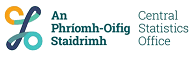 An
Phríomh-Oifig
Staidrimh
Central
Statistics
Office